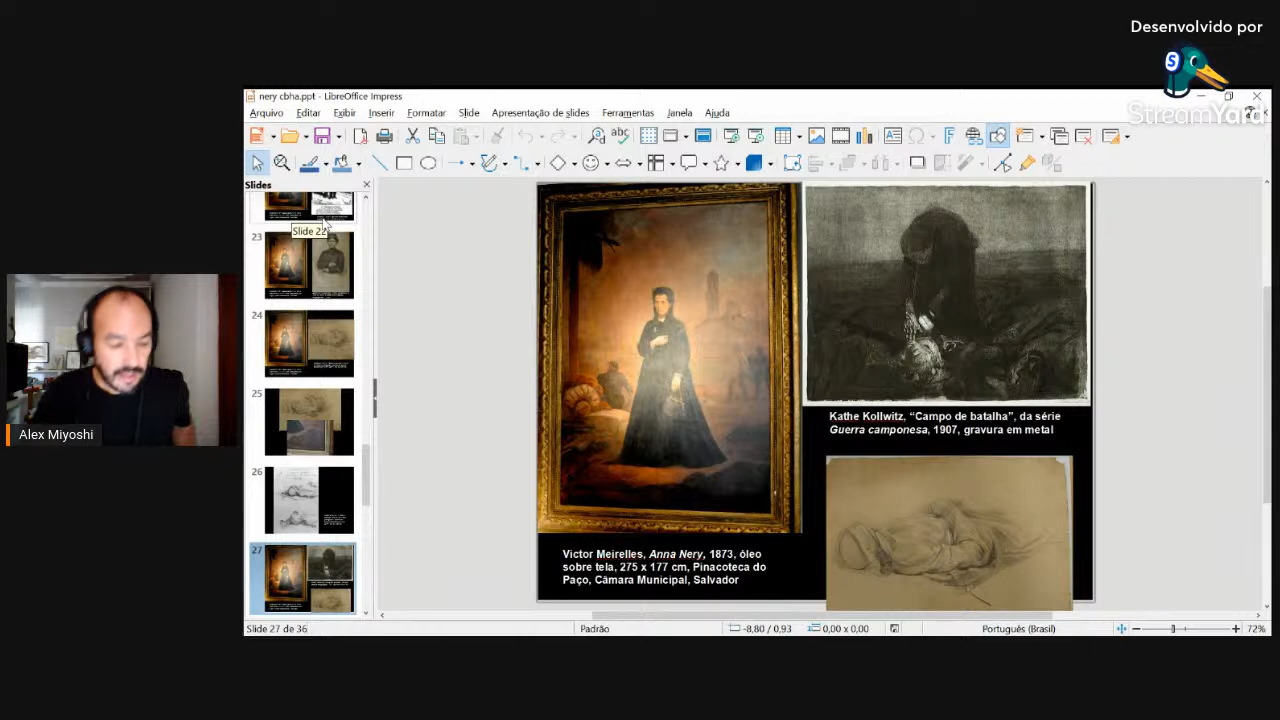 Desenvolvido por
S
StreamYard
nery cbha.ppt - LibreOffice Impress
Arquivo Editar Exibir Inserir Formatar Slide Apresentação de slides Ferramentas Janela Ajuda
Slides
Slide 22
23
24
25
26
27
Kathe Kollwitz, “Campo de batalha”, da série
Guerra camponesa, 1907, gravura em metal
Victor Meirelles, Anna Nery, 1873, óleo
sobre tela, 275 x 177 cm, Pinacoteca do
Paço, Câmara Municipal, Salvador
Alex Miyoshi
Slide 27 de 36 Padrão -8,80 / 0,93 0,00 x 0,00 Português (Brasil) 72%